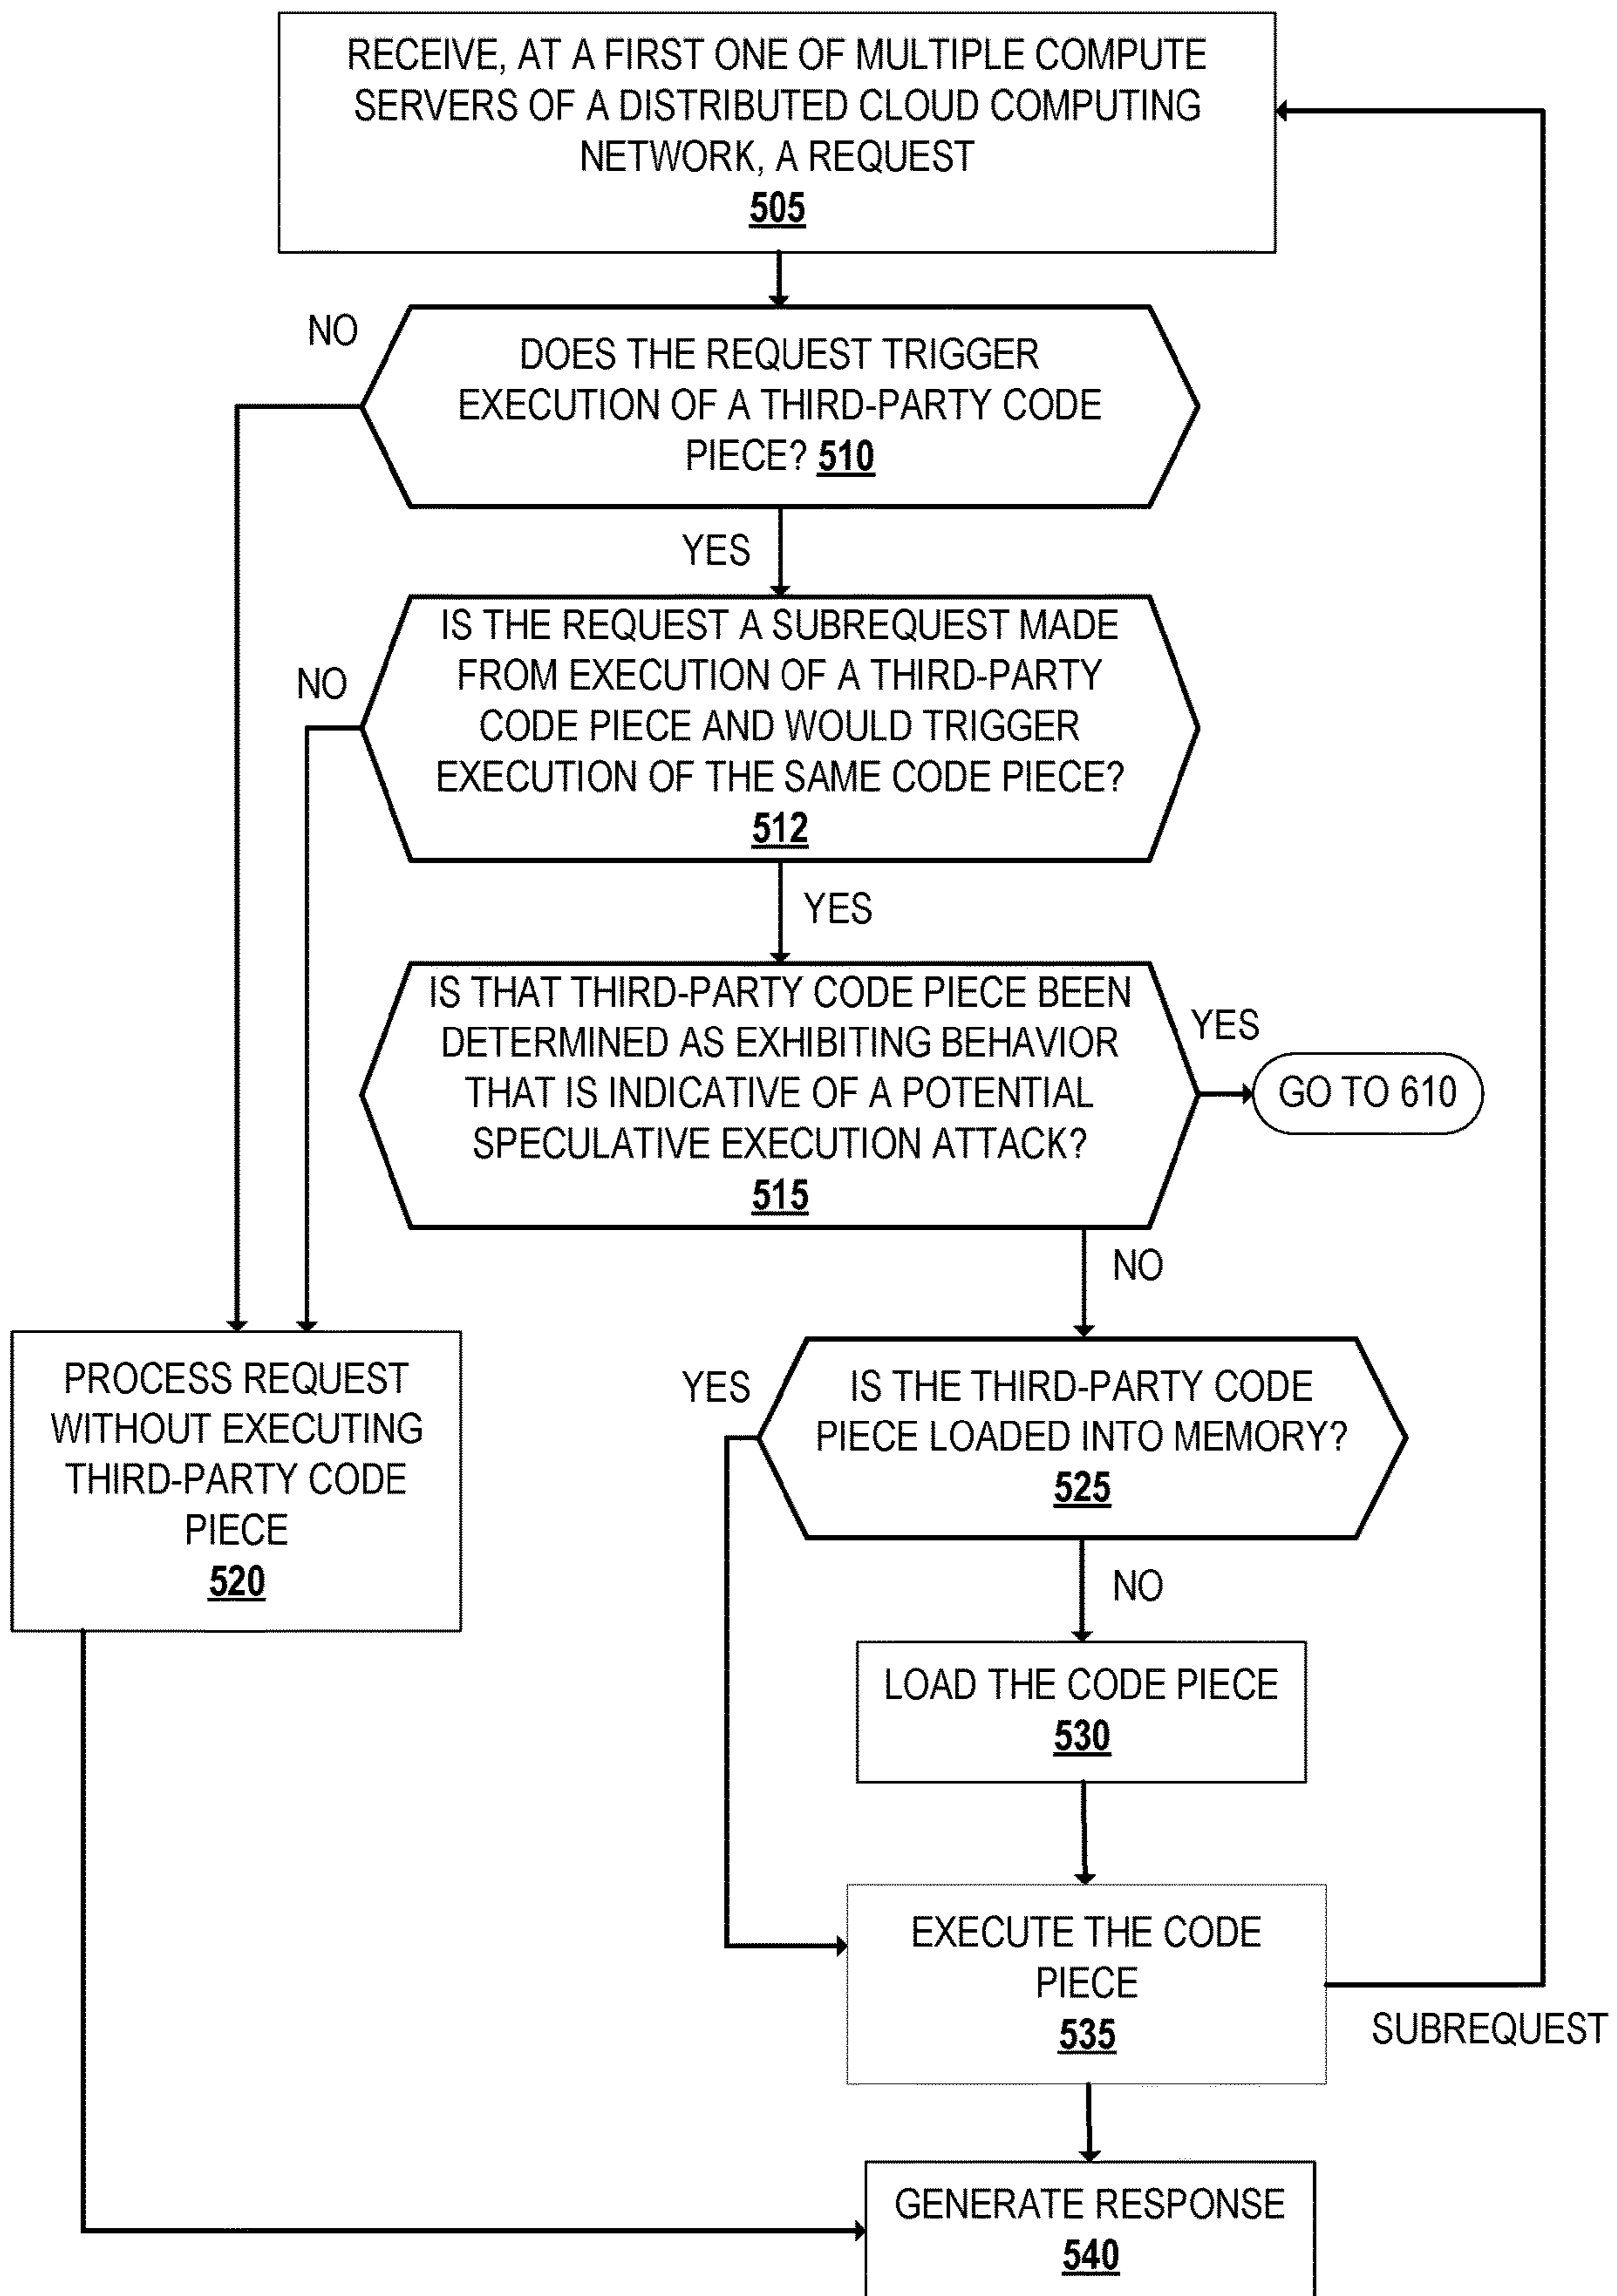 RECEIVE, AT A FIRST ONE OF MULTIPLE COMPUTE
SERVERS OF A DISTRIBUTED CLOUD COMPUTING
NETWORK, A REQUEST
505
NO
DOES THE REQUEST TRIGGER
EXECUTION OF A THIRD-PARTY CODE
PIECE? 510
YES
IS THE REQUEST A SUBREQUEST MADE
FROM EXECUTION OF A THIRD-PARTY
CODE PIECE AND WOULD TRIGGER
EXECUTION OF THE SAME CODE PIECE?
512
NO
YES
IS THAT THIRD-PARTY CODE PIECE BEEN
DETERMINED AS EXHIBITING BEHAVIOR
THAT IS INDICATIVE OF A POTENTIAL
SPECULATIVE EXECUTION ATTACK?
515
YES
GO TO 610
NO
PROCESS REQUEST
WITHOUT EXECUTING
THIRD-PARTY CODE
PIECE
520
YES
IS THE THIRD-PARTY CODE
PIECE LOADED INTO MEMORY?
525
NO
LOAD THE CODE PIECE
530
EXECUTE THE CODE
PIECE
535
SUBREQUEST
GENERATE RESPONSE
540